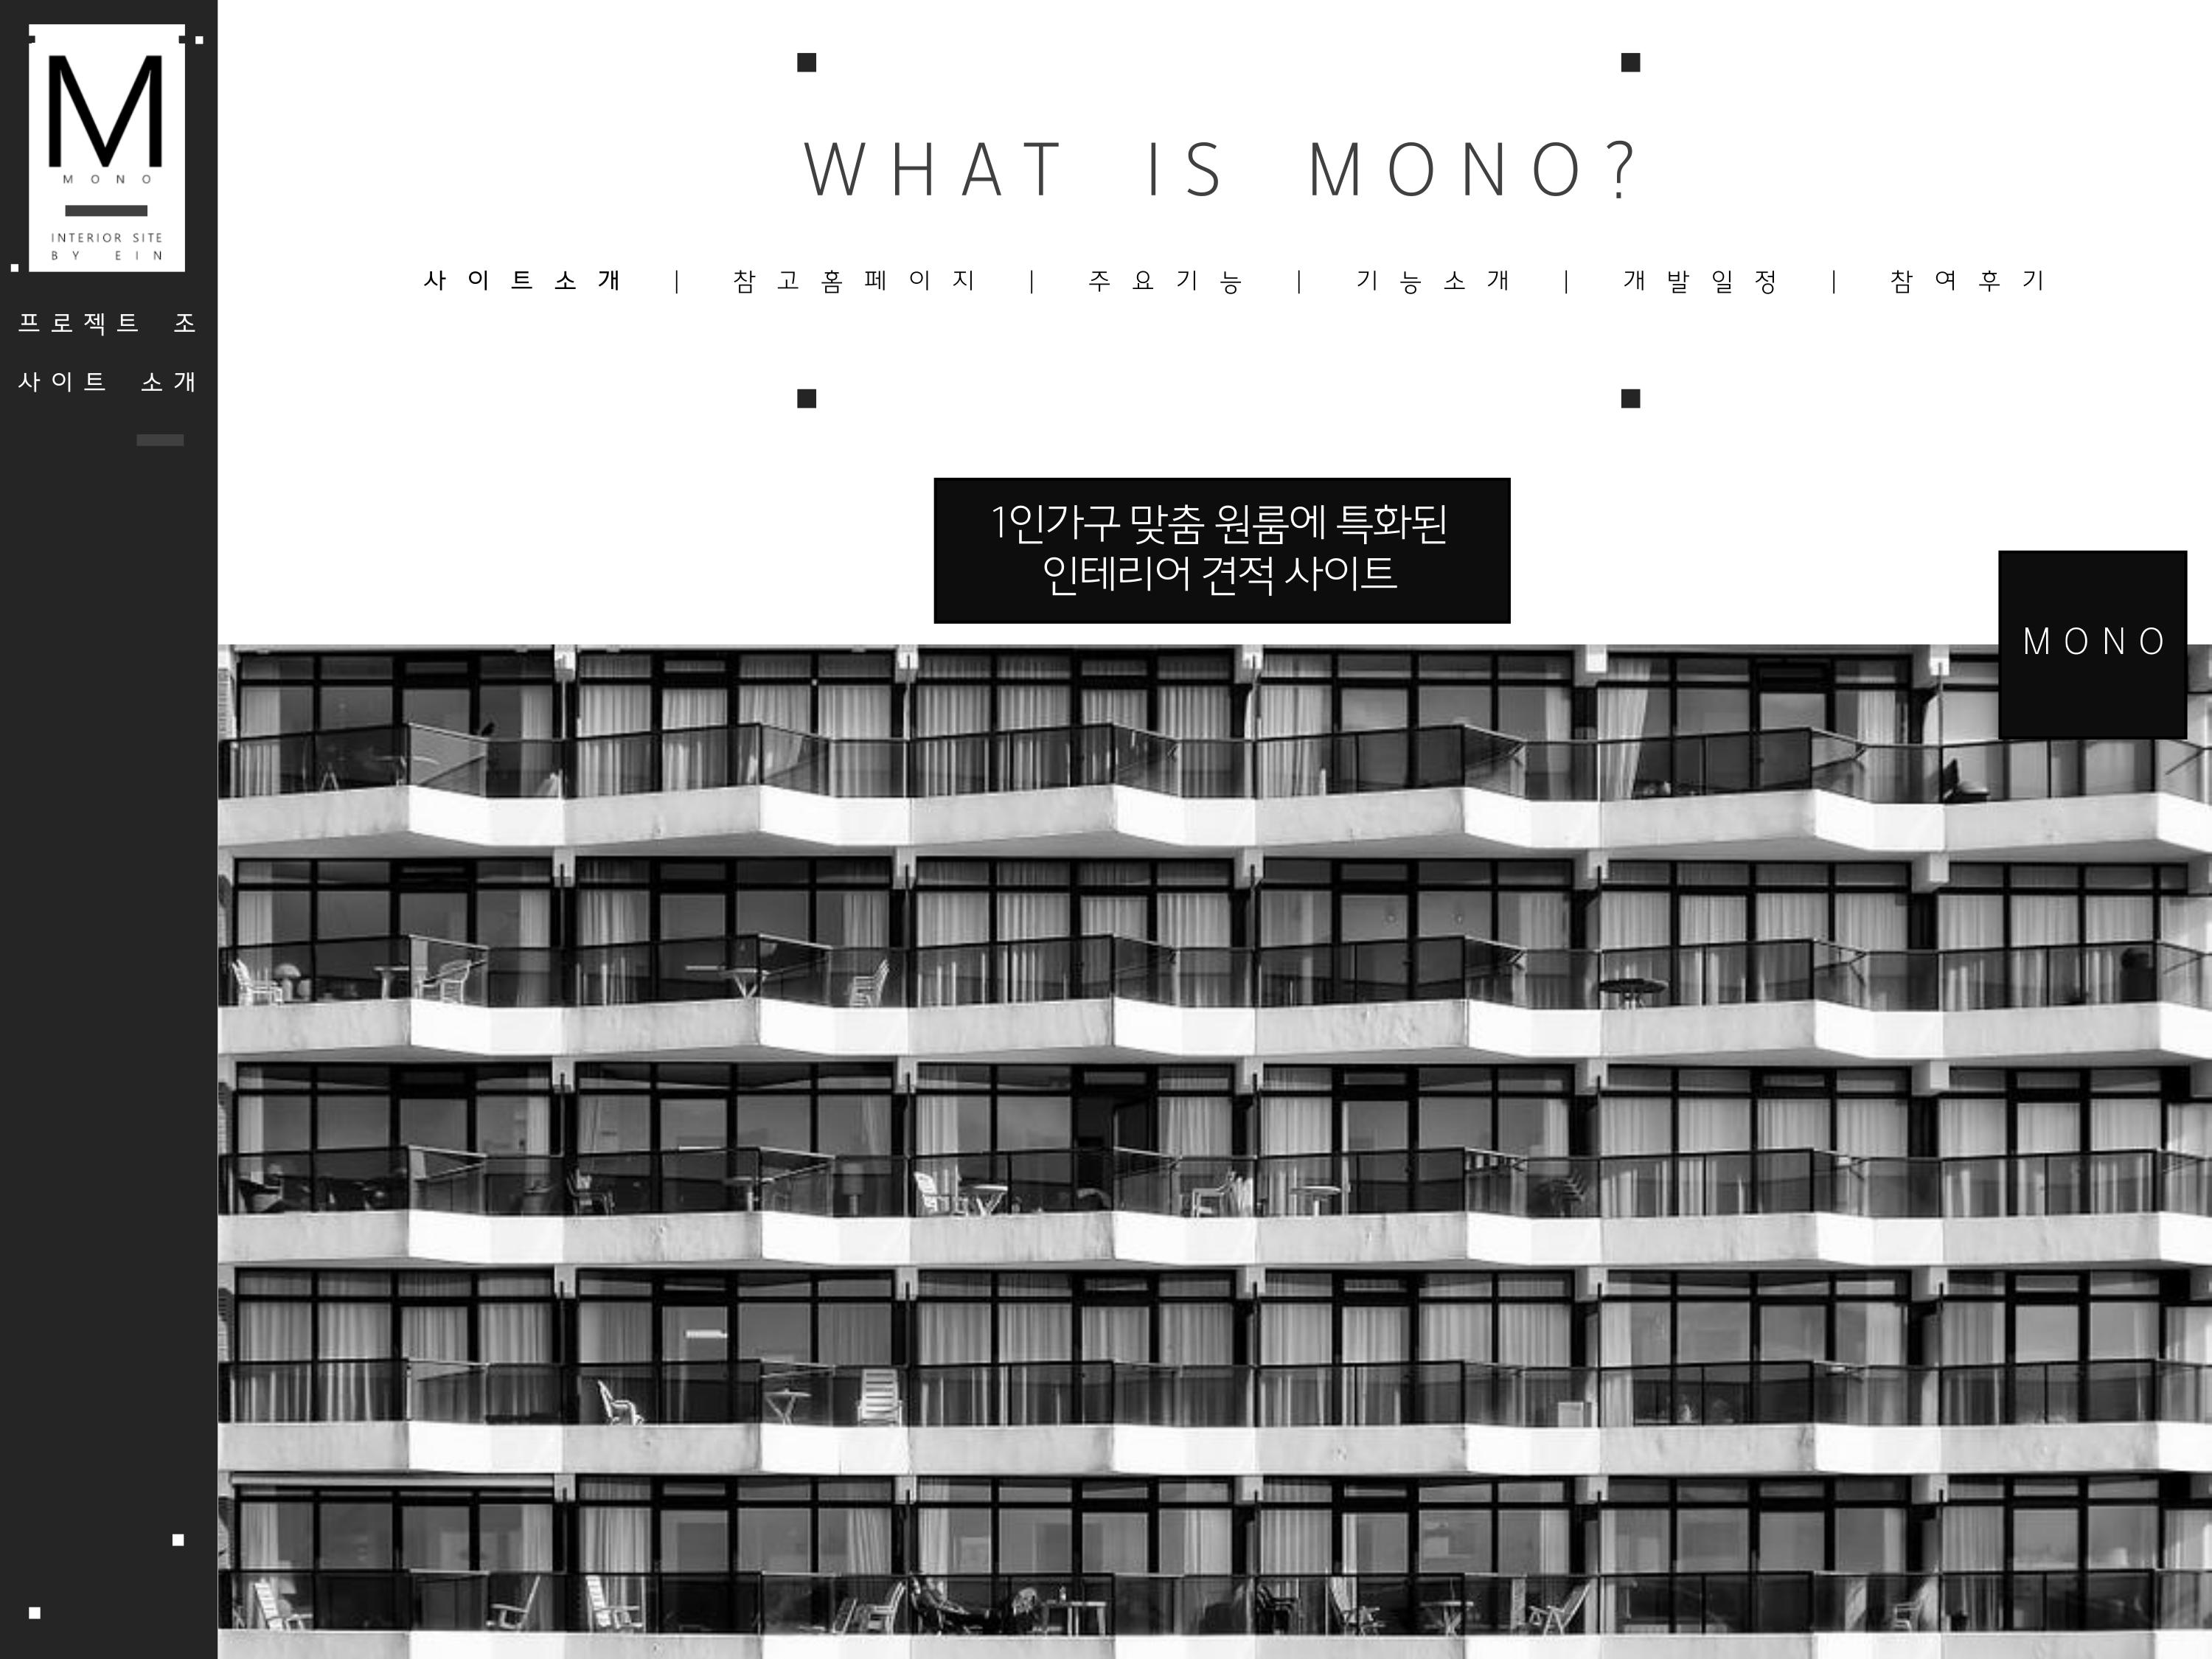 M
MONO
INTERIOR SITE
BY EIN
프로젝트 조
사이트 소개
WHAT IS MONO?
사이트소개 | 참고홈페이지 | 주요기능 | 기능소개 | 개발일정 | 참여후기
1인가구 맞춤 원룸에 특화된
인테리어 견적 사이트
MONO